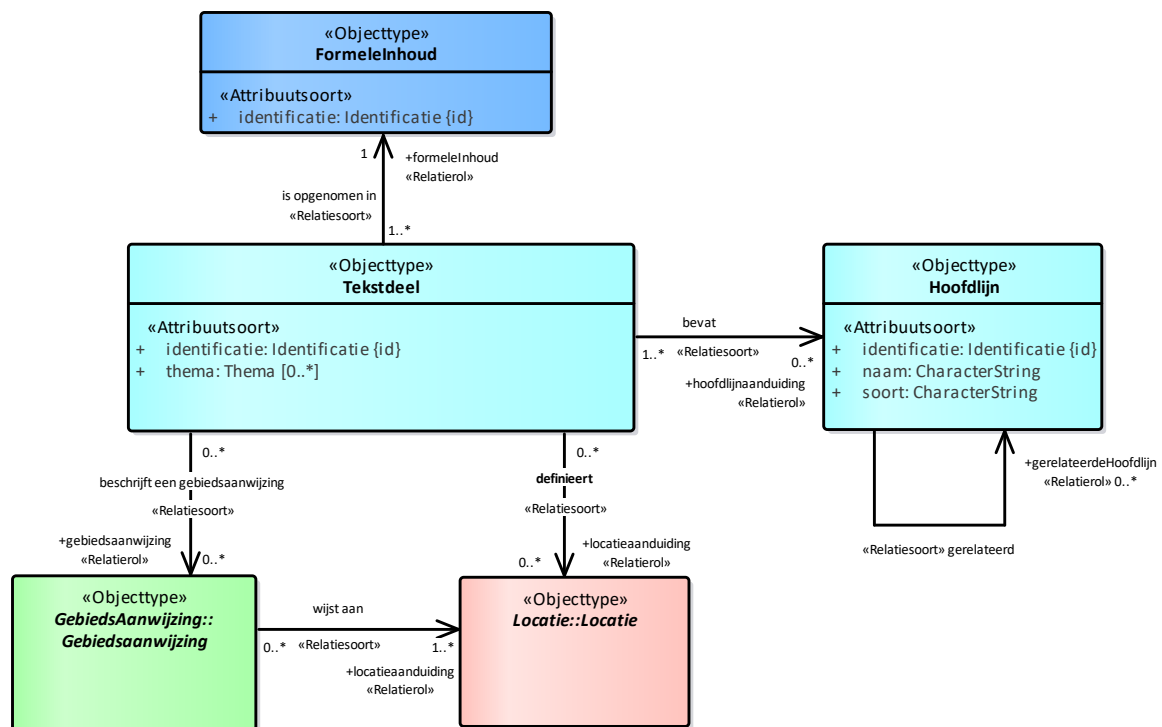 «Objecttype»
FormeleInhoud
«Attribuutsoort»
+ identificatie: Identificatie {id}
1
+formeleInhoud
«Relatierol»
is opgenomen in
«Relatiesoort»
1..*
«Objecttype»
Tekstdeel
«Attribuutsoort»
+ identificatie: Identificatie {id}
+ thema: Thema [0..*]
bevat
1..*
«Relatiesoort»
0..*
+hoofdlijnaanduiding
«Relatierol»
«Objecttype»
Hoofdlijn
«Attribuutsoort»
+ identificatie: Identificatie {id}
+ naam: CharacterString
+ soort: CharacterString
+gerelateerdeHoofdlijn
«Relatierol» 0..*
«Relatiesoort» gerelateerd
0..*
beschrijft een gebiedsaanwijzing
«Relatiesoort»
+gebiedsaanwijzing
«Relatierol»
0..*
0..*
definieert
«Relatiesoort»
+locatieaanduiding
0..*
«Relatierol»
«Objecttype»
GebiedsAanwijzing::
Gebiedsaanwijzing
wijst aan
0..*
«Relatiesoort»
1..*
+locatieaanduiding
«Relatierol»
«Objecttype»
Locatie::Locatie